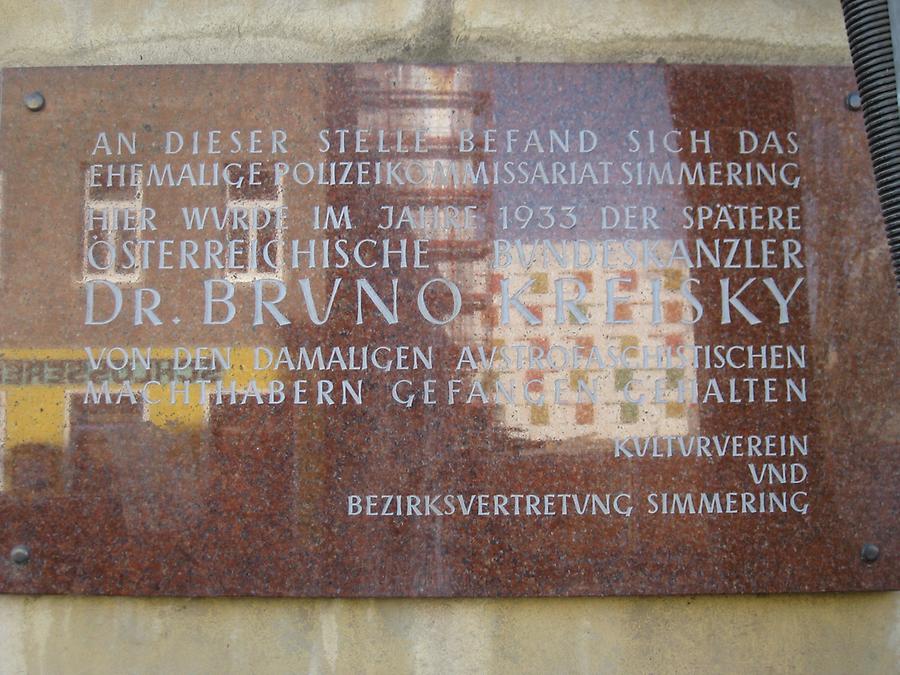 AN DIESER STELLE BEFAND SICH DAS
EHEMALIGE POLIZEIKOMMISSARIAT SIMMERING
HIER WVRDE IM JAHRE 1933 DER SPÄTERE
ÖSTERREICHISCHE BVNDESKANZLER
DR. BRVNO KREISKY
VON DEN DAMALIGEN AVSTROFASCHISTISCHEN
MACHTHABERN GEFANGEN GEHALTEN
KVLTVRVEREIN
VND
BEZIRKSVERTRETVNG SIMMERING